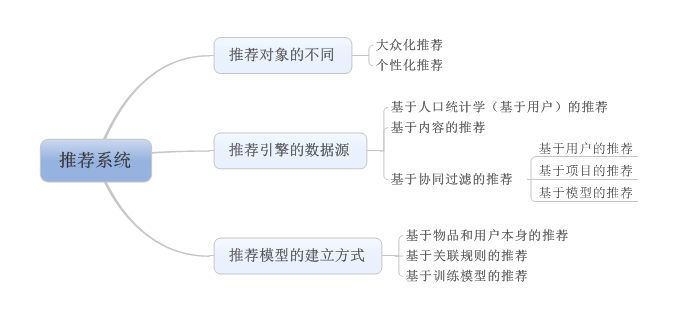 推荐系统
推荐对象的不同
大众化推荐
个性化推荐
推荐引擎的数据源
基于人口统计学（基于用户）的推荐
基于内容的推荐
基于协同过滤的推荐
基于用户的推荐
基于项目的推荐
基于模型的推荐
推荐模型的建立方式
基于物品和用户本身的推荐
基于关联规则的推荐
基于训练模型的推荐